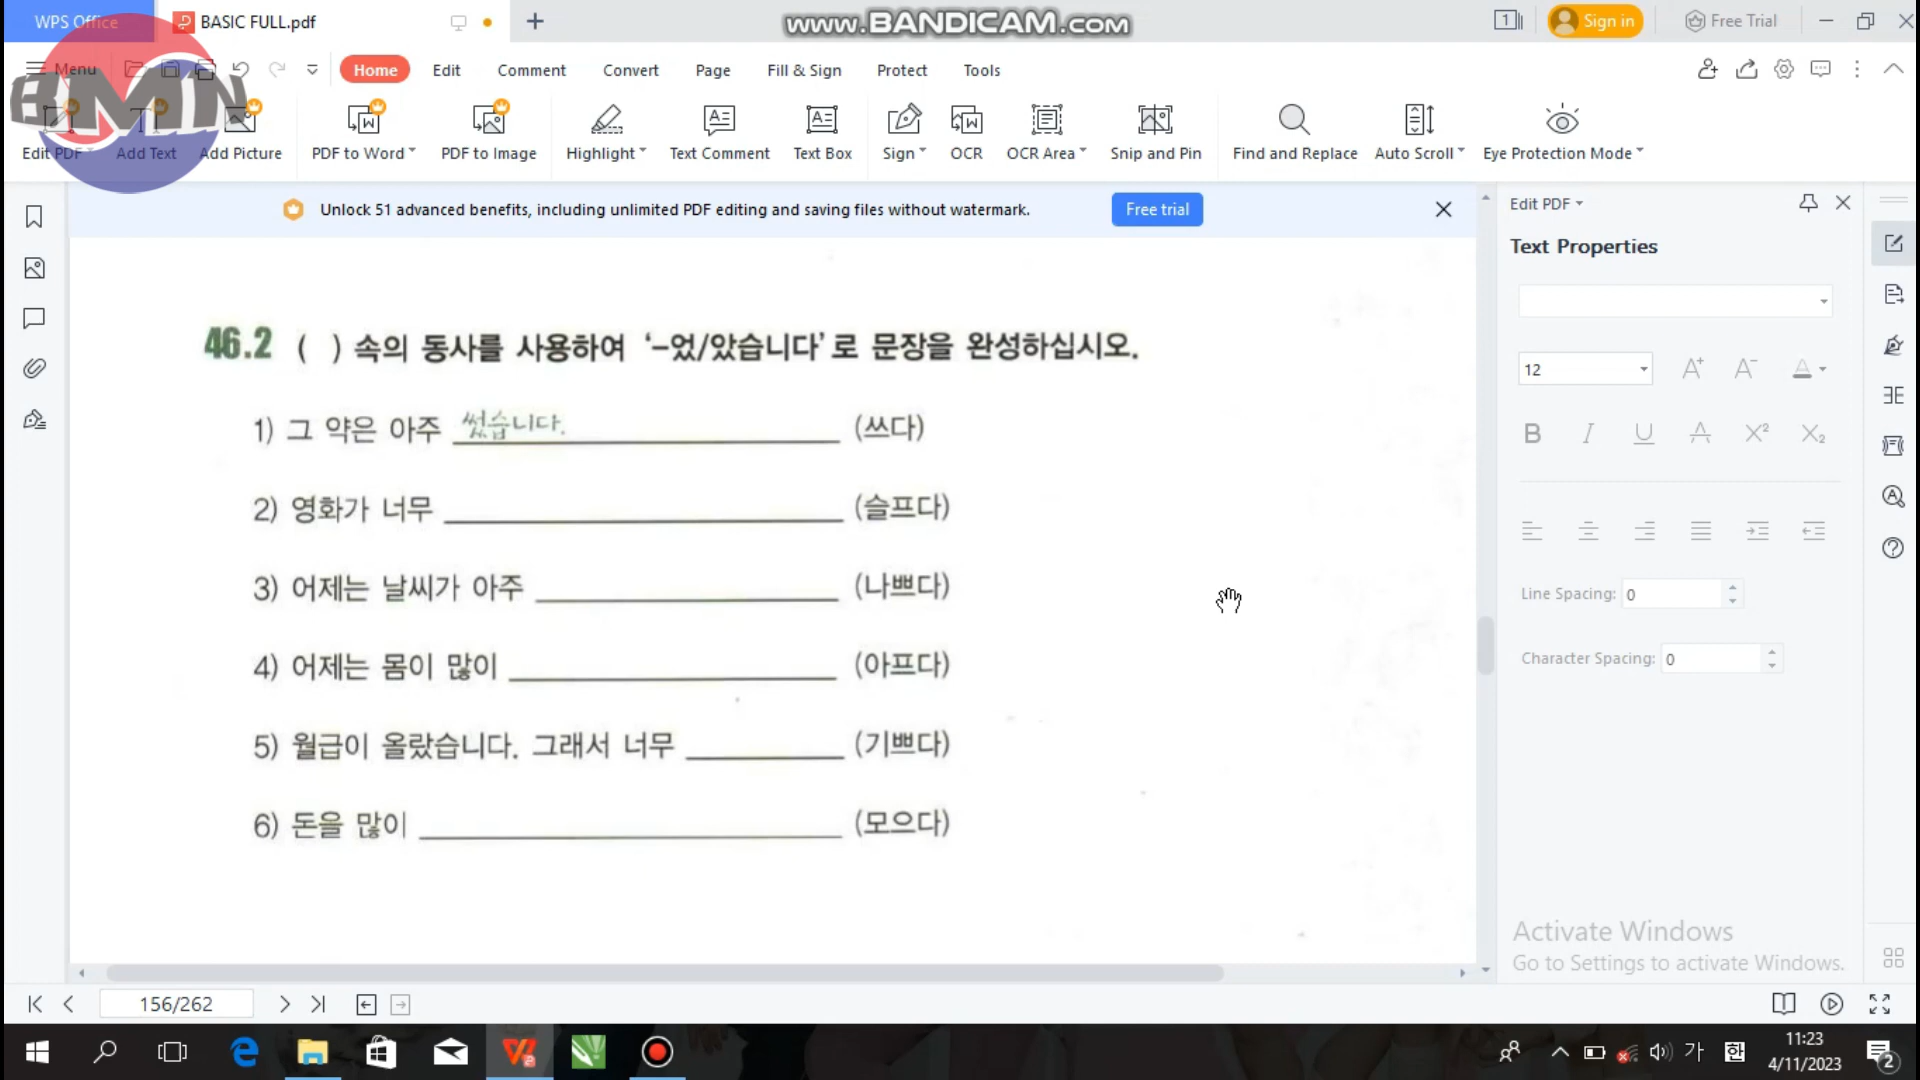 WPS Office
BASIC FULL.pdf
www.BANDICAM.com
1
Sign in
Free Trial
Menu
Home
Edit
Comment
Convert
Page
Fill & Sign
Protect
Tools
BMN
Edit PDF
Add Text
Add Picture
PDF to Word
PDF to Image
Highlight
Text Comment
Text Box
Sign
OCR
OCR Area
Snip and Pin
Find and Replace
Auto Scroll
Eye Protection Mode
Unlock 51 advanced benefits, including unlimited PDF editing and saving files without watermark.
Free trial
Edit PDF
Text Properties
12
Line Spacing: 0
Character Spacing: 0
46.2 ( ) 속의 동사를 사용하여 '-었/았습니다'로 문장을 완성하십시오.
1) 그 약은 아주 썼습니다. (쓰다)
2) 영화가 너무 (슬프다)
3) 어제는 날씨가 아주 (나쁘다)
4) 어제는 몸이 많이 (아프다)
5) 월급이 올랐습니다. 그래서 너무 (기쁘다)
6) 돈을 많이 (모으다)
Activate Windows
Go to Settings to activate Windows.
156/262
가
한
11:23
4/11/2023
2